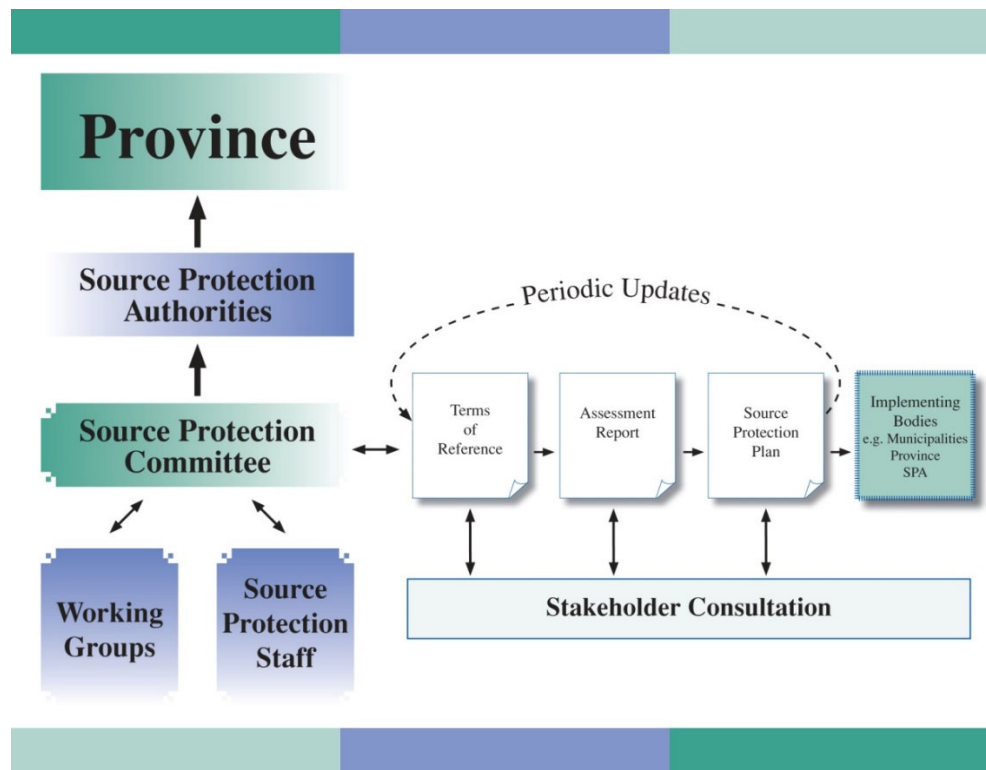 Province
Source Protection
Authorities
Source Protection
Committee
Working
Groups
Source
Protection
Staff
Periodic Updates
Terms
of
Reference
Assessment
Report
Source
Protection
Plan
Implementing
Bodies
e.g. Municipalities
Province
SPA
Stakeholder Consultation